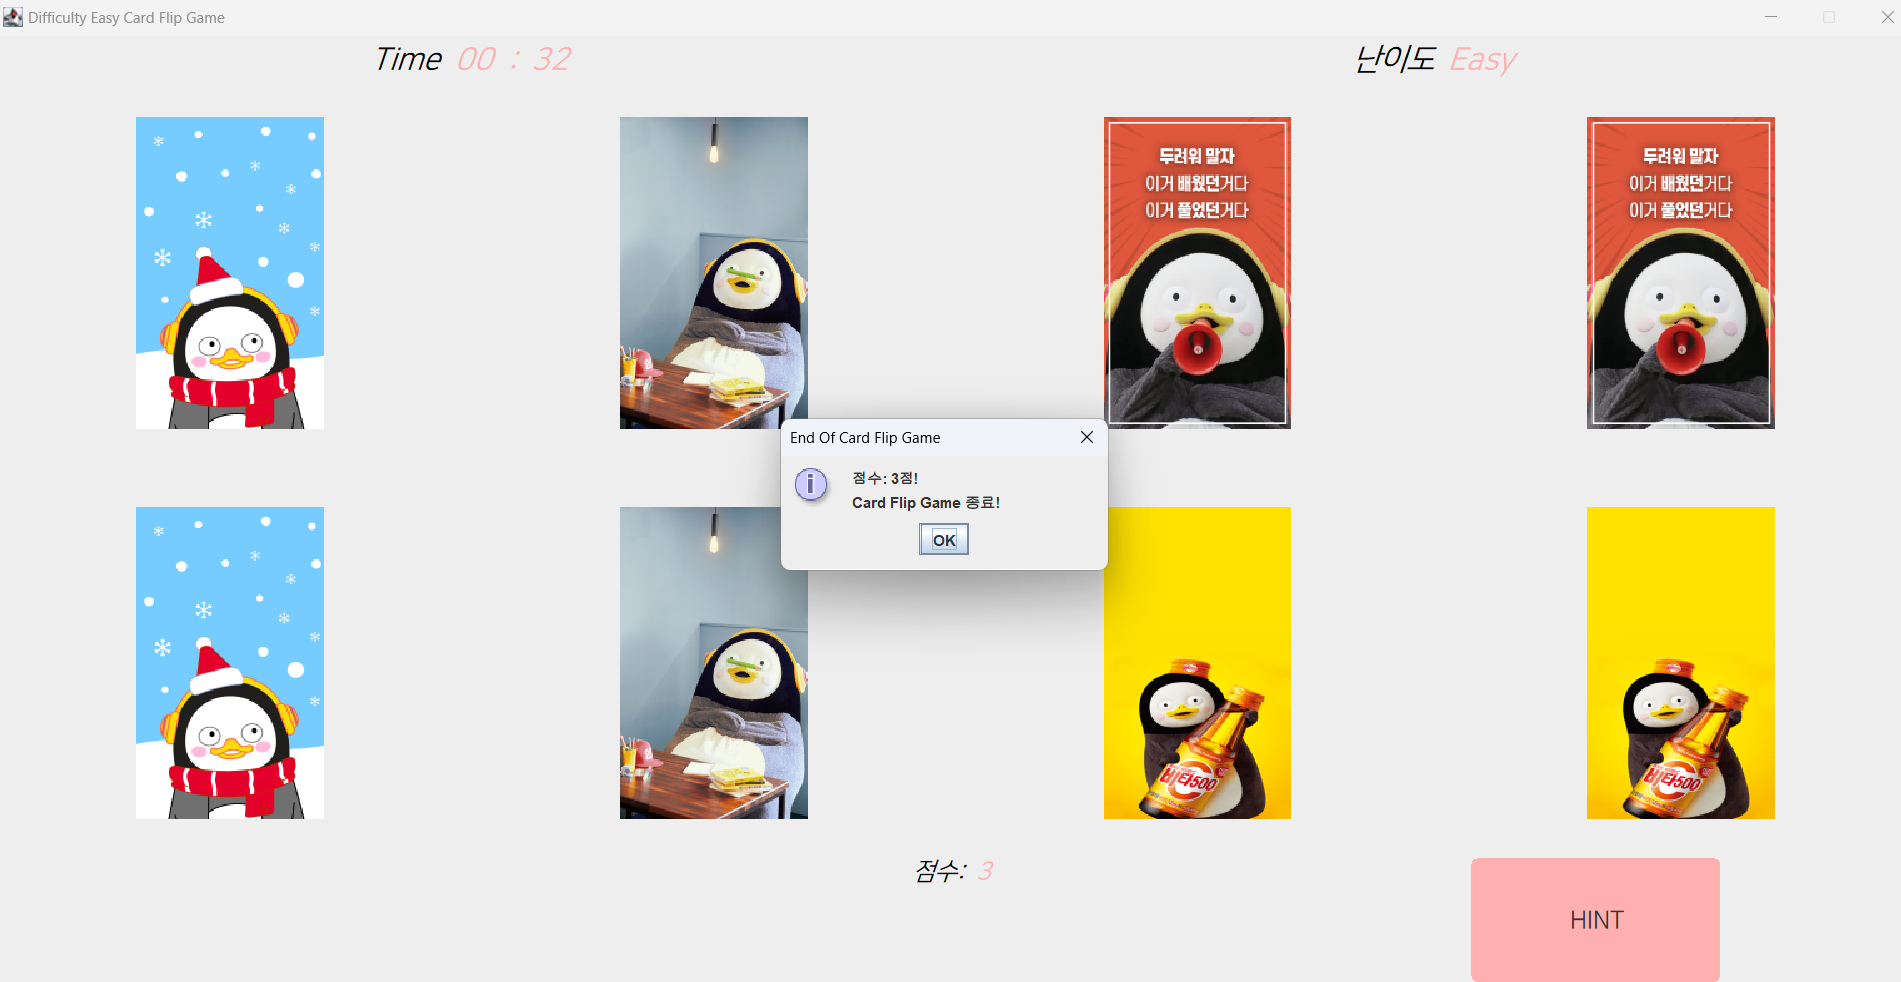 Difficulty Easy Card Flip Game
Time 00 : 32
난이도 Easy
두려워 말자
이거 배웠던거다
이거 풀었던거다
두려워 말자
이거 배웠던거다
이거 풀었던거다
End Of Card Flip Game
점수: 3점!
Card Flip Game 종료!
OK
비타500
비타500
점수: 3
HINT